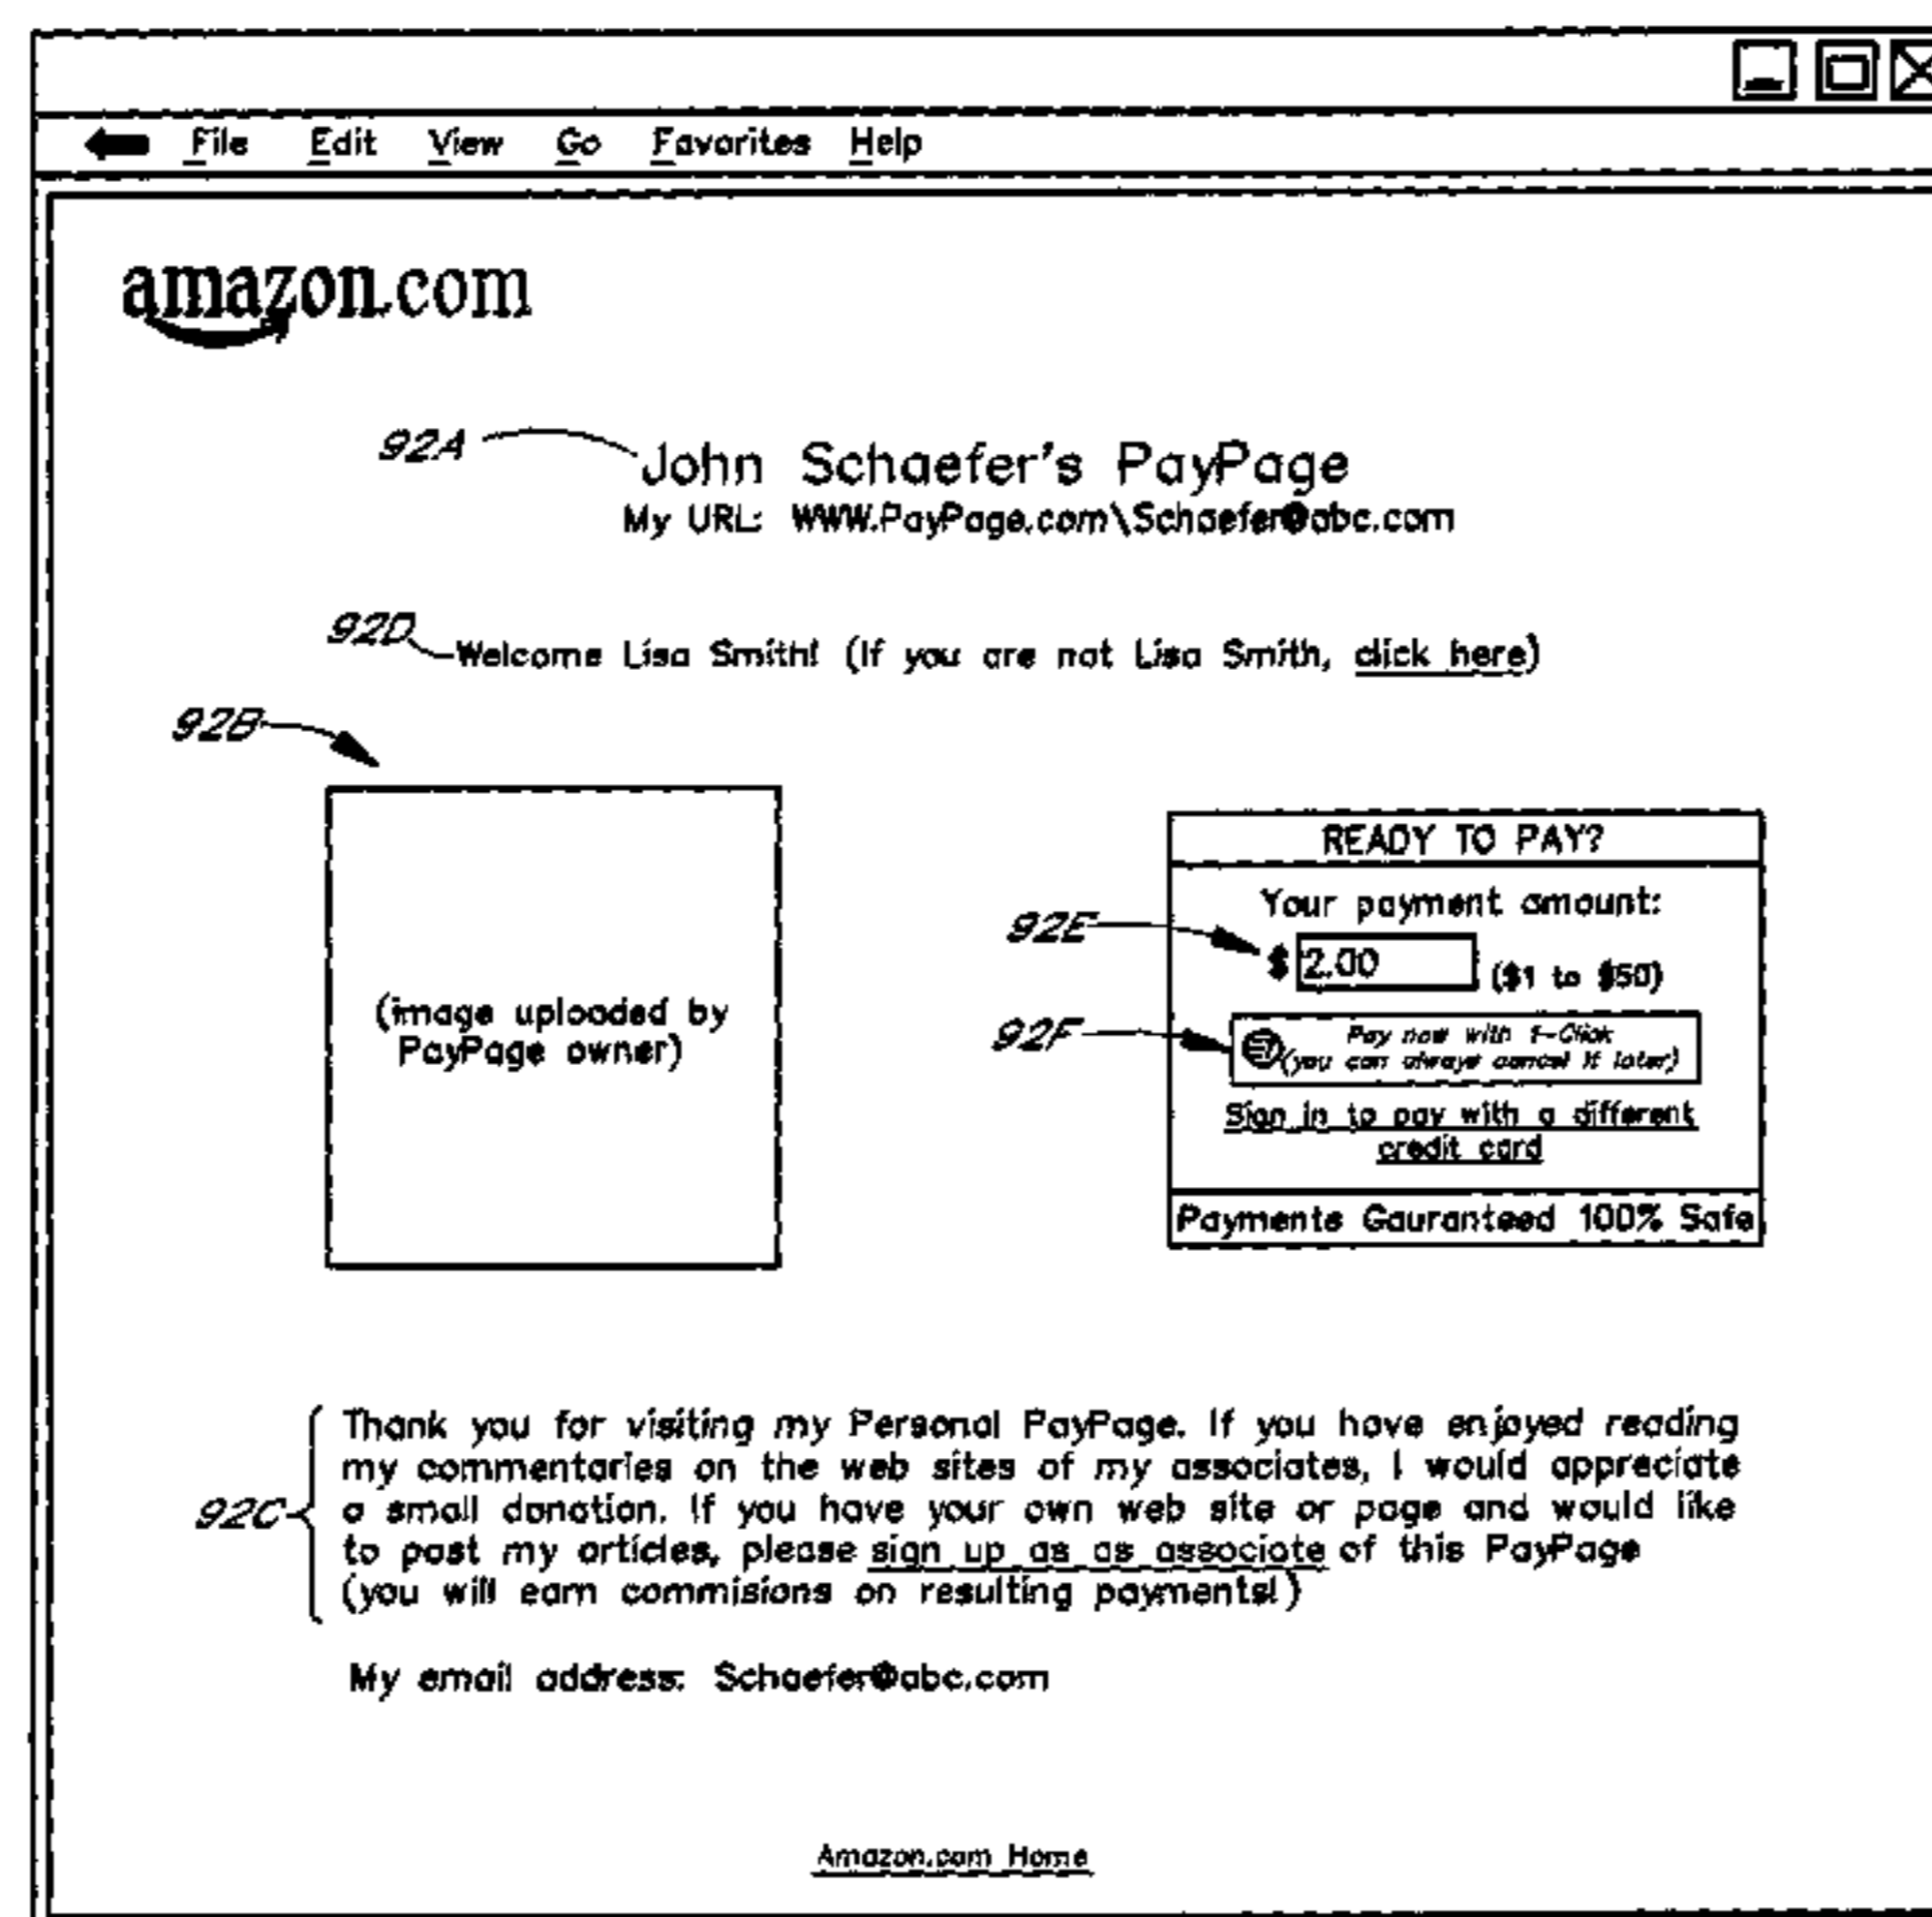 File Edit View Go Favorites Help
amazon.com
92A
John Schaefer's PayPage
My URL: WWW.PayPage.com\Schaefer@abc.com
92D
Welcome Lisa Smith! (If you are not Lisa Smith, click here)
92B
(image uploaded by
PayPage owner)
READY TO PAY?
Your payment amount:
92E
$ 2.00 ($1 to $50)
92F
Pay now with 1-Click
(you can always cancel it later)
Sign in to pay with a different
credit card
Payments Gauranteed 100% Safe
92C
Thank you for visiting my Personal PayPage. If you have enjoyed reading
my commentaries on the web sites of my associates, I would appreciate
a small donation. If you have your own web site or page and would like
to post my articles, please sign up as as associate of this PayPage
(you will earn commisions on resulting payments!)
My email address: Schaefer@abc.com
Amazon.com Home